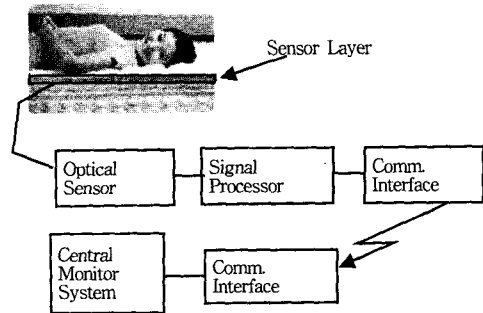 Sensor Layer
Optical
Sensor
Signal
Processor
Comm.
Interface
Central
Monitor
System
Comm.
Interface